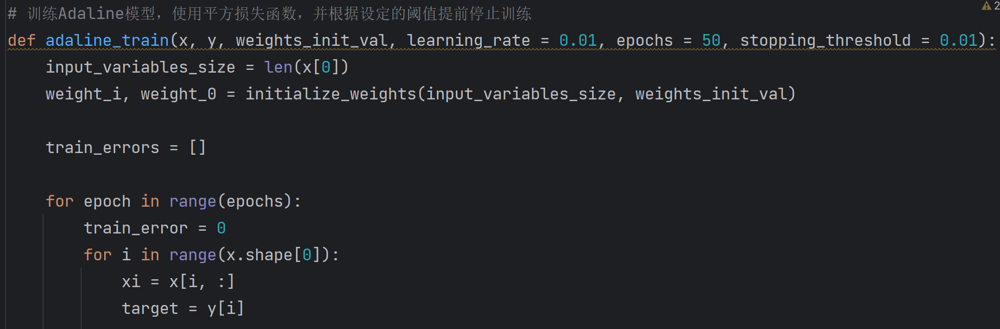 # 训练Adaline模型，使用平方损失函数，并根据设定的阈值提前停止训练
2
def adaline_train(x, y, weights_init_val, learning_rate = 0.01, epochs = 50, stopping_threshold = 0.01):
    input_variables_size = len(x[0])
    weight_i, weight_0 = initialize_weights(input_variables_size, weights_init_val)
    train_errors = []
    for epoch in range(epochs):
        train_error = 0
        for i in range(x.shape[0]):
            xi = x[i, :]
            target = y[i]